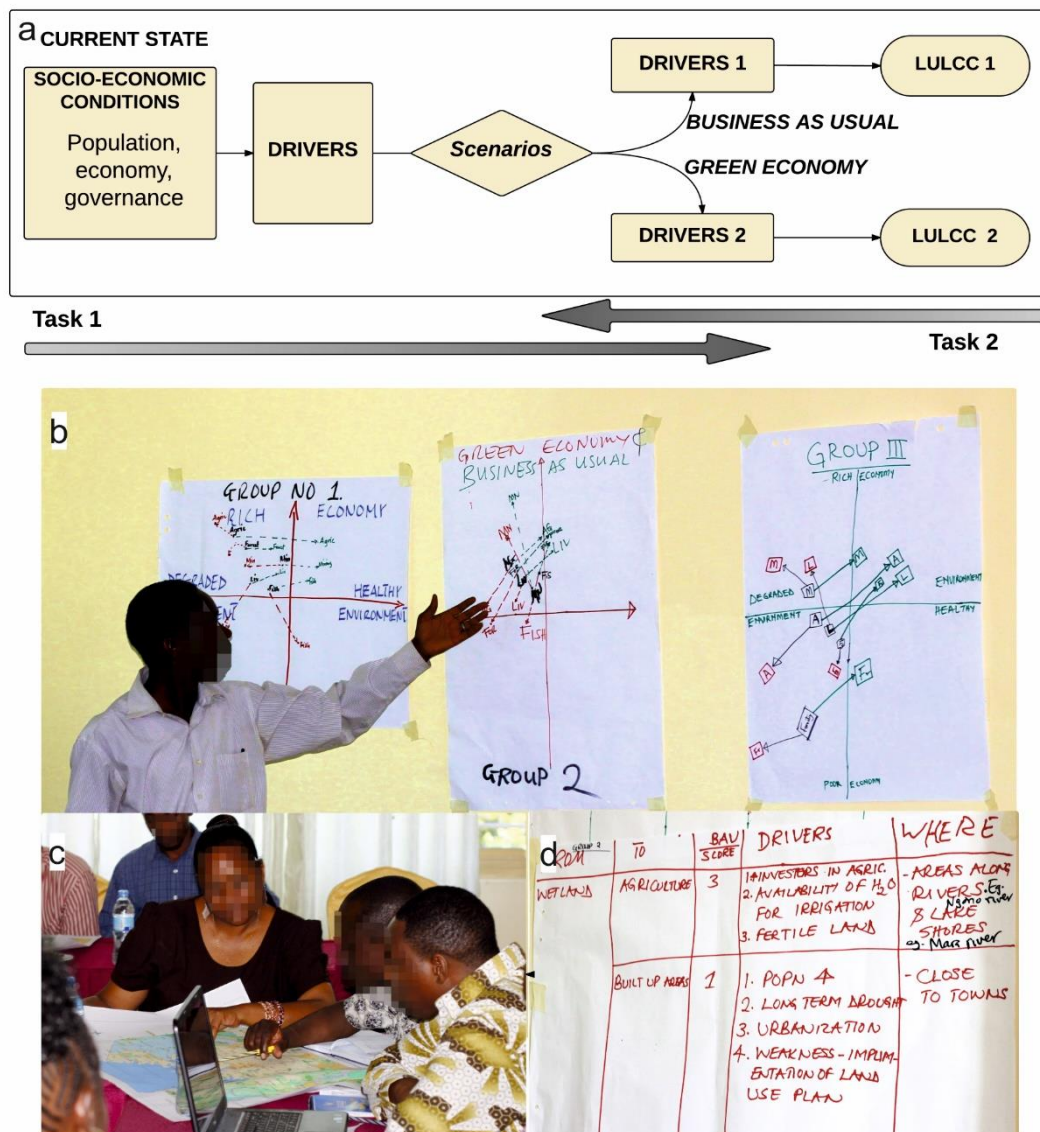 a
CURRENT STATE
SOCIO-ECONOMIC
CONDITIONS
Population,
economy,
governance
DRIVERS
Scenarios
DRIVERS 1
LULCC 1
BUSINESS AS USUAL
GREEN ECONOMY
DRIVERS 2
LULCC 2
Task 1
Task 2
b
GROUP NO 1.
RICH ECONOMY
DEGRADED HEALTHY
ENVIRONMENT
GREEN ECONOMY &
BUSINESS AS USUAL
LIV
LIV
FISH
GROUP 2
GROUP III
RICH ECONOMY
M
L
M
A
L
M
A
A
DEGRADED
ENVIRONMENT
HEALTHY
POOR ECONOMY
c
d
GROUP 2
TO
BAU
SCORE
DRIVERS
WHERE
WETLAND
AGRICULTURE
3
INVESTORS IN AGRIC.
2. AVAILABILITY OF H2O
FOR IRRIGATION
3. FERTILE LAND
- AREAS ALONG
RIVERS. Eg.
& LAKE
SHORES
eg. Mara river
BUILT UP AREAS
1
1. POPN
2. LONG TERM DROUGHT
3. URBANIZATION
4. WEAKNESS - IMPLIM-
ENTATION OF LAND
USE PLAN
- CLOSE
TO TOWNS